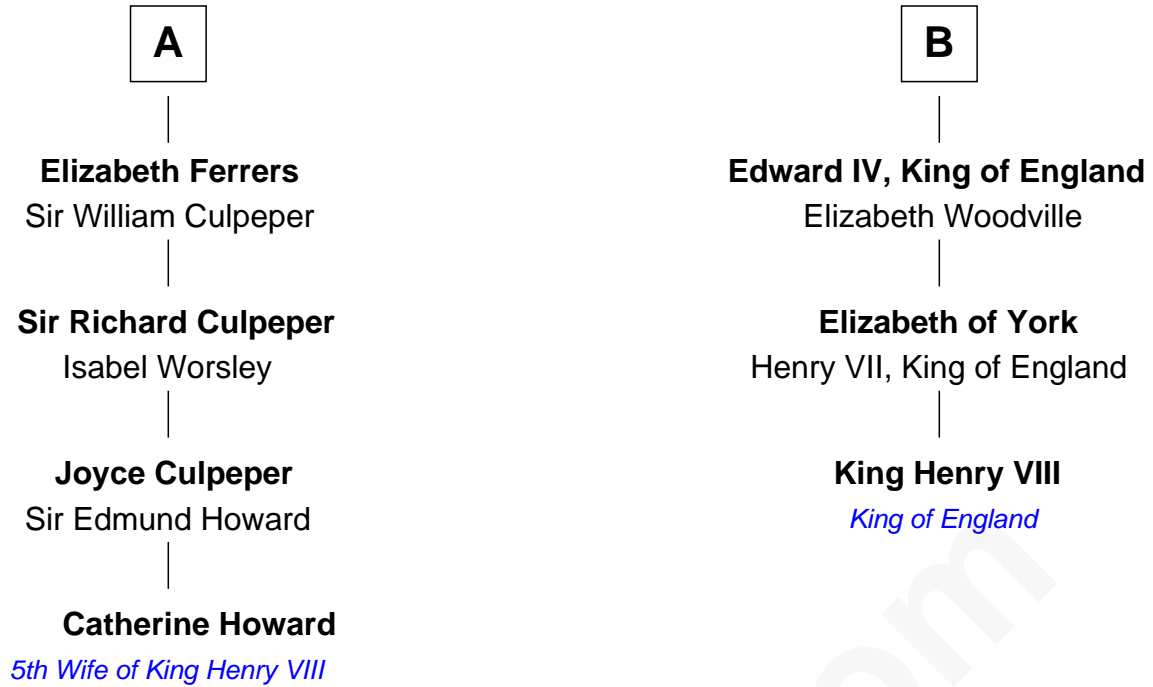 A
Elizabeth Ferrers
Sir William Culpeper
Sir Richard Culpeper
Isabel Worsley
Joyce Culpeper
Sir Edmund Howard
Catherine Howard
5th Wife of King Henry VIII
B
Edward IV, King of England
Elizabeth Woodville
Elizabeth of York
Henry VII, King of England
King Henry VIII
King of England
om